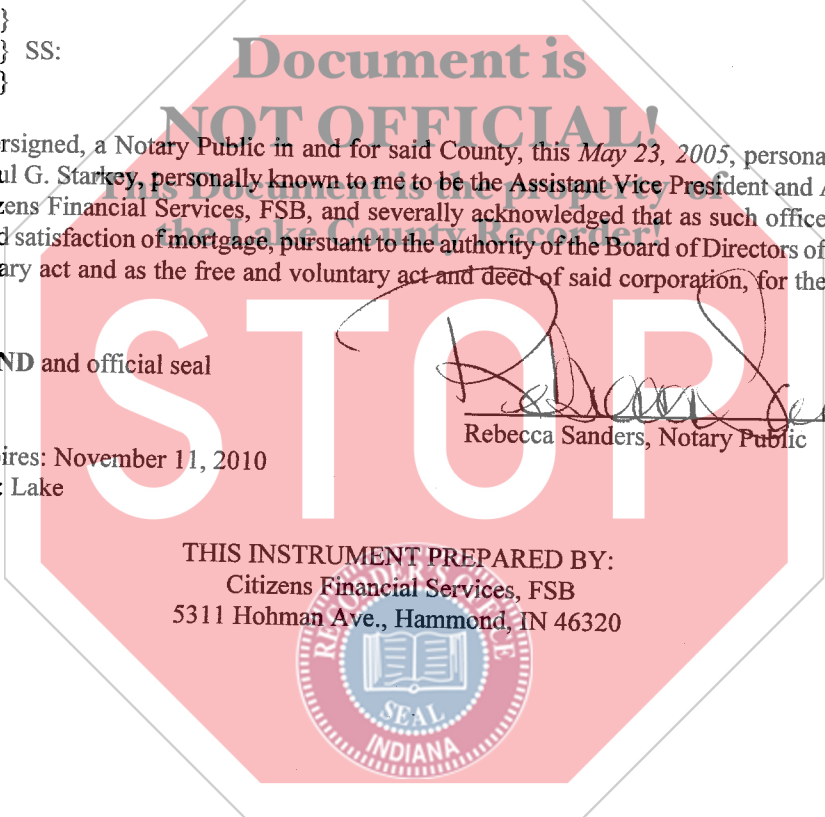 }
} SS:
}
Document is
NOT OFFICIAL!
This Document is the property of
the Lake County Recorder!
rsigned, a Notary Public in and for said County, this May 23, 2005, persona
ul G. Starkey, personally known to me to be the Assistant Vice President and A
zens Financial Services, FSB, and severally acknowledged that as such office
d satisfaction of mortgage, pursuant to the authority of the Board of Directors of
ary act and as the free and voluntary act and deed of said corporation, for the
STOP
ND and official seal
Rebecca Sanders, Notary Public
ires: November 11, 2010
: Lake
THIS INSTRUMENT PREPARED BY:
Citizens Financial Services, FSB
5311 Hohman Ave., Hammond, IN 46320
RECORDER'S OFFICE
SEAL
INDIANA